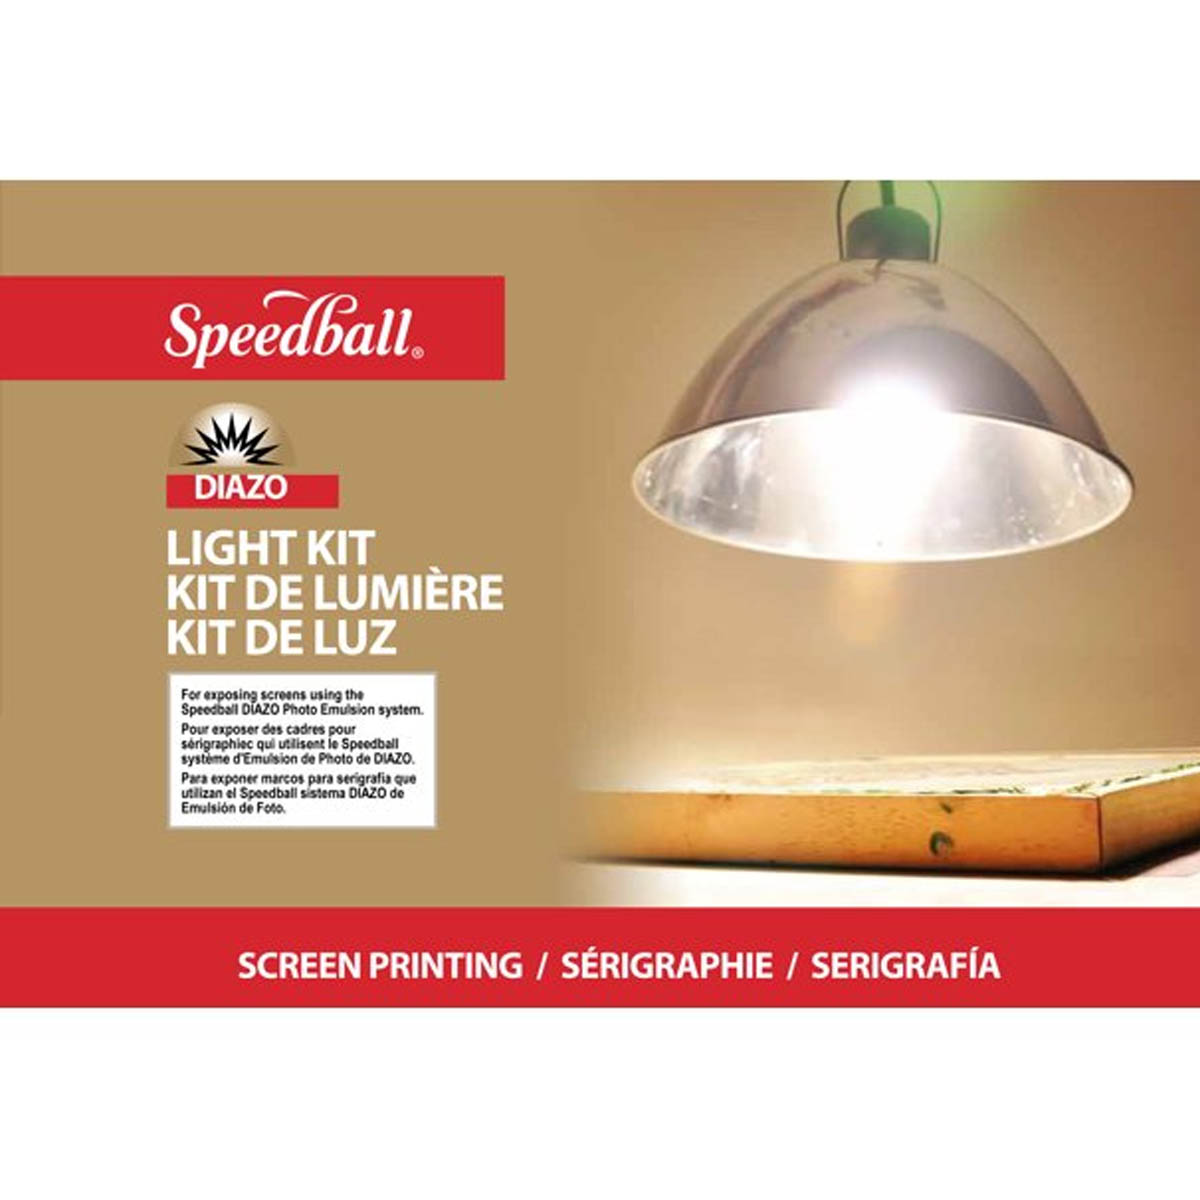 Speedball®
DIAZO
LIGHT KIT
KIT DE LUMIÈRE
KIT DE LUZ
For exposing screens using the
Speedball DIAZO Photo Emulsion system.
Pour exposer des cadres pour
sérigraphiec qui utilisent le Speedball
système d'Emulsion de Photo de DIAZO.
Para exponer marcos para serigrafia que
utilizan el Speedball sistema DIAZO de
Emulsión de Foto.
SCREEN PRINTING / SÉRIGRAPHIE / SERIGRAFÍA